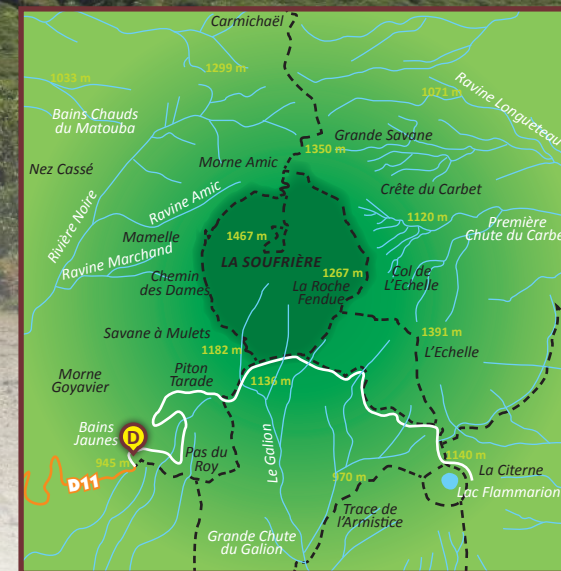 Carmichaël
1299 m
1033 m
1071 m
Ravine Longueteau
Bains Chauds
du Matouba
Grande Savane
1350 m
Morne Amic
Nez Cassé
Crête du Carbet
Ravine Amic
Rivière Noire
1120 m
Première
Chute du Carbe
Mamelle
1467 m
LA SOUFRIÈRE
Ravine Marchand
1267 m
Col de
L'Echelle
Chemin
des Dames
La Roche
Fendue
Savane à Mulets
1182 m
1391 m
L'Echelle
Piton
Tarade
1136 m
Morne
Goyavier
Bains
Jaunes
D
945 m
D11
Pas du
Roy
Le Galion
970 m
1140 m
La Citerne
Lac Flammarion
Trace de
l'Armistice
Grande Chute
du Galion